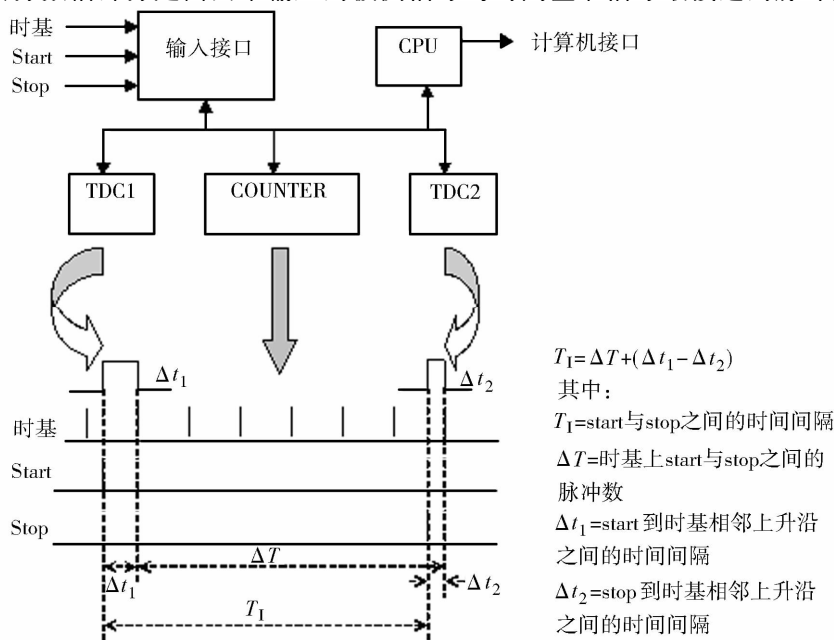 时基
Start
Stop
输入接口
CPU
计算机接口
TDC1
COUNTER
TDC2
Δt₁
Δt₂
时基
Start
Stop
ΔT
Δt₁
Δt₂
T_I
T_I=ΔT+(Δt₁-Δt₂)
其中：
T_I=start与stop之间的时间间隔
ΔT=时基上start与stop之间的
脉冲数
Δt₁=start到时基相邻上升沿
之间的时间间隔
Δt₂=stop到时基相邻上升沿
之间的时间间隔